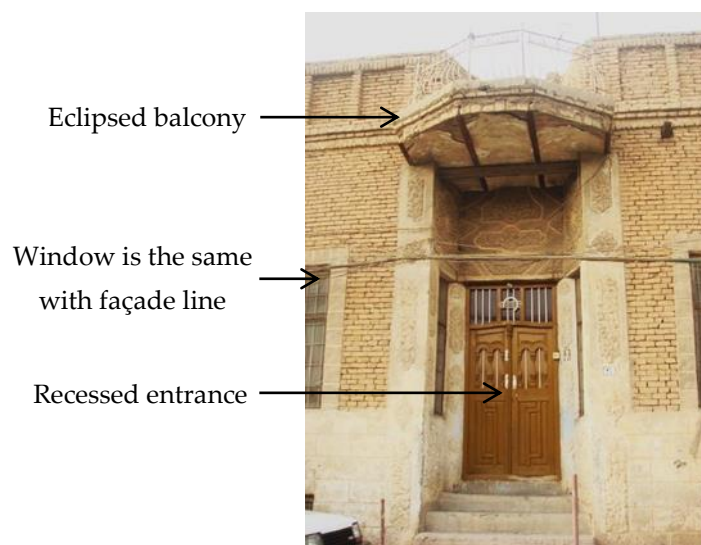 Eclipsed balcony
Window is the same
with façade line
Recessed entrance